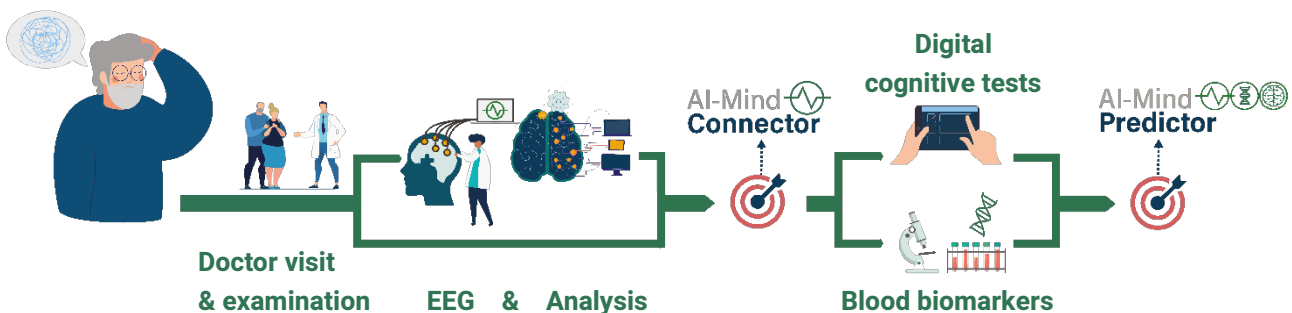 Doctor visit
& examination
EEG & Analysis
AI-Mind
Connector
Digital
cognitive tests
Blood biomarkers
AI-Mind
Predictor